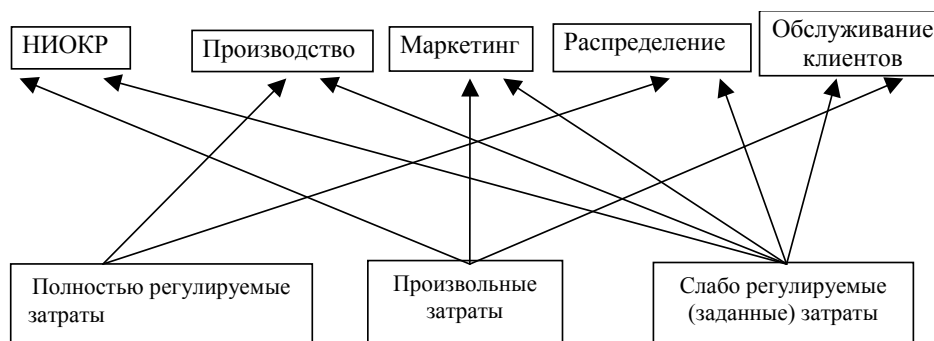 НИОКР
Производство
Маркетинг
Распределение
Обслуживание
клиентов
Полностью регулируемые
затраты
Произвольные
затраты
Слабо регулируемые
(заданные) затраты